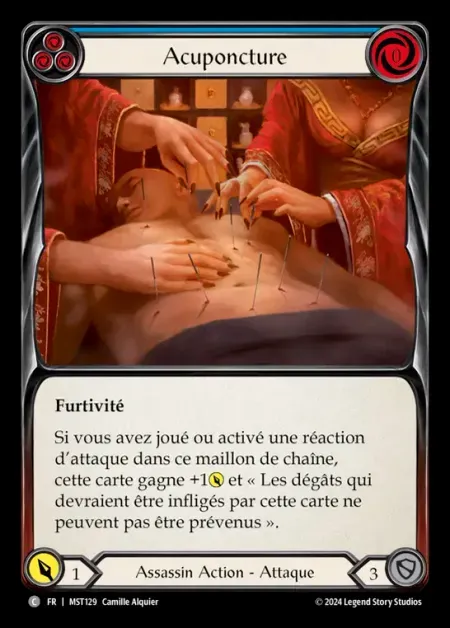 0
Acuponcture
Furtivité
Si vous avez joué ou activé une réaction
d'attaque dans ce maillon de chaîne,
cette carte gagne +1 et « Les dégâts qui
devraient être infligés par cette carte ne
peuvent pas être prévenus ».
1
Assassin Action - Attaque
3
C FR | MST129 Camille Alquier
© 2024 Legend Story Studios